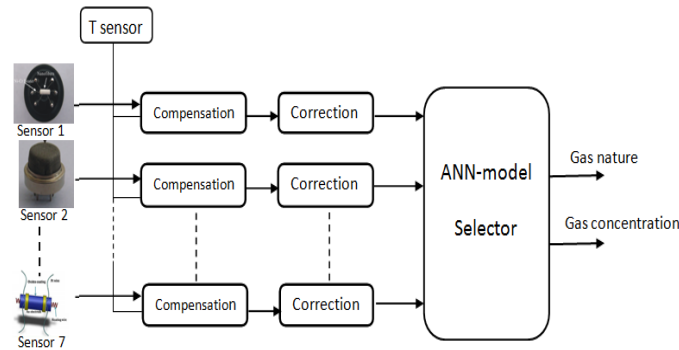 T sensor
Sensor 1
Compensation
Correction
Sensor 2
Compensation
Correction
ANN-model
Selector
Gas nature
Gas concentration
Sensor 7
Compensation
Correction